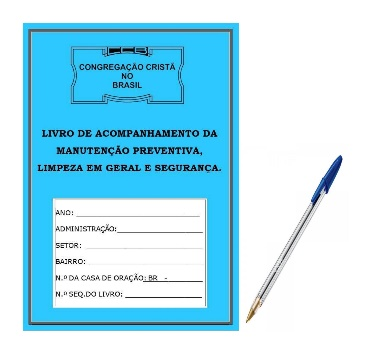 CCB
CONGREGAÇÃO CRISTÃ
NO
BRASIL
LIVRO DE ACOMPANHAMENTO DA
MANUTENÇÃO PREVENTIVA,
LIMPEZA EM GERAL E SEGURANÇA.
ANO:
ADMINISTRAÇÃO:
SETOR:
BAIRRO:
N.º DA CASA DE ORAÇÃO: BR -
N.º SEQ.DO LIVRO: